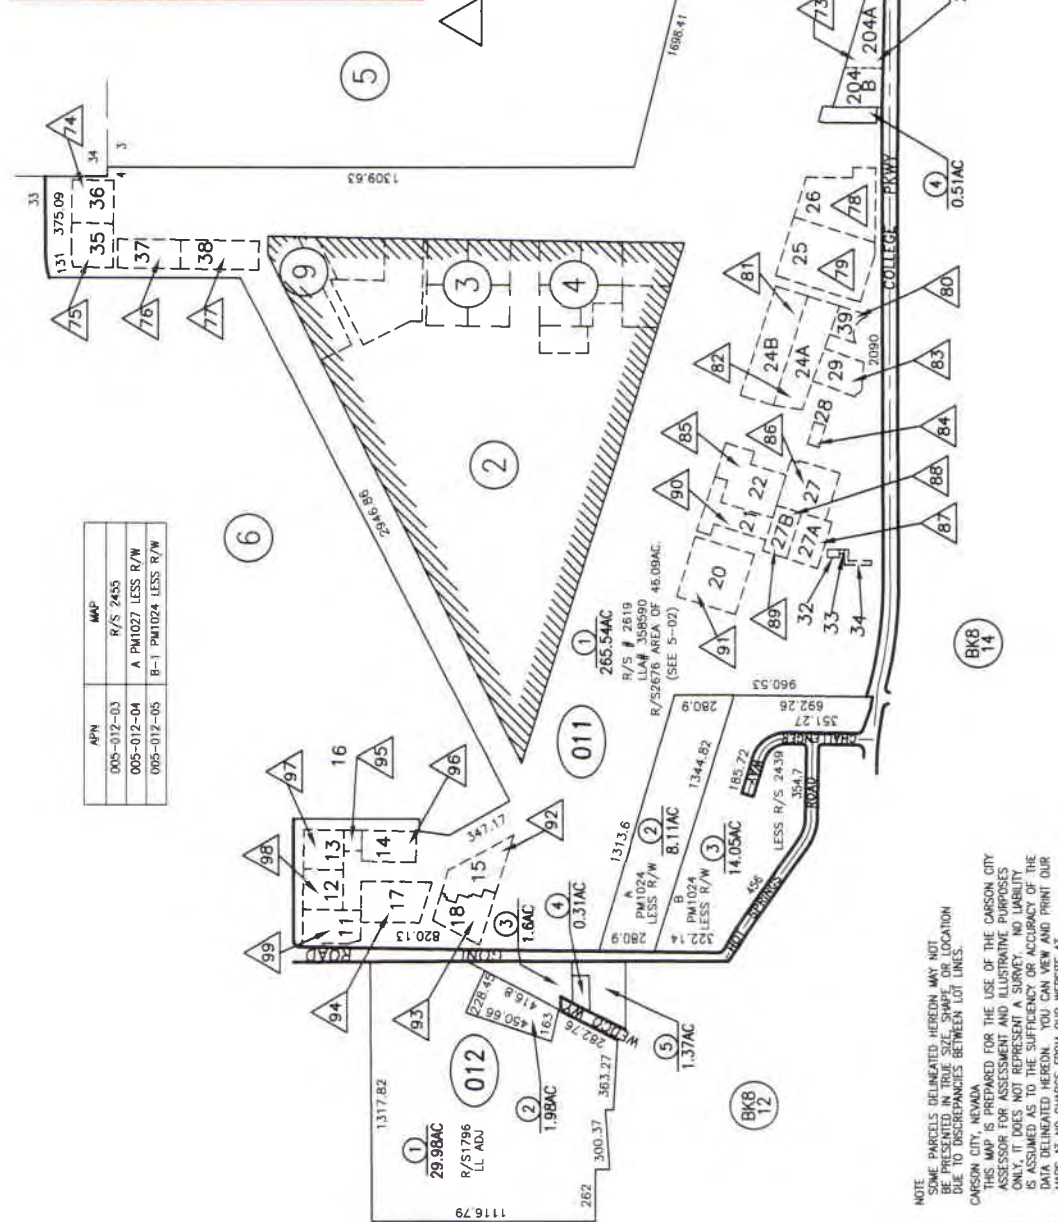 APN MAP
005-012-03 R/S 2455
005-012-04 A PM1027 LESS R/W
005-012-05 B-1 PM1024 LESS R/W
5
6
2
9
3
4
33
34
3
4
131
375.09
35
36
37
38
74
75
76
77
1309.63
1698.41
2946.86
347.17
73
204
B
204A
4
0.51AC
COLLEGE PKWY
2090
26
25
78
79
80
81
82
83
84
85
86
87
88
89
90
91
24B
24A
39
29
28
22
21
27
27B
27A
20
32
33
34
1
265.54AC
R/S # 2619
LLA# 358590
R/S2676 AREA OF 46.09AC.
(SEE 5-02)
011
960.53
692.26
351.27
280.9
1313.6
1344.82
A
PM1024
LESS R/W
2
8.11AC
B
PM1024
LESS R/W
3
14.05AC
280.9
322.14
185.72
LESS R/S 2439
354.7
456
CHALLENGER
WAY
HOT SPRINGS
ROAD
BK8
14
97
98
99
16
95
96
94
93
92
13
12
11
14
17
15
18
820.13
GONI
ROAD
3
1.6AC
4
0.31AC
5
1.37AC
228.45
416.8
450.66
163
282.76
WEDCO WY
012
2
1.98AC
1317.82
1
29.98AC
R/S1796
LL ADJ
363.27
300.37
262
1116.79
BK8
12
NOTE
SOME PARCELS DELINEATED HEREON MAY NOT
BE PRESENTED IN TRUE SIZE, SHAPE, OR LOCATION
DUE TO DISCREPANCIES BETWEEN LOT LINES.
CARSON CITY, NEVADA
THIS MAP IS PREPARED FOR THE USE OF THE CARSON CITY
ASSESSOR FOR ASSESSMENT AND ILLUSTRATIVE PURPOSES
ONLY, IT DOES NOT REPRESENT A SURVEY. NO LIABILITY
IS ASSUMED AS TO THE SUFFICIENCY OR ACCURACY OF THE
DATA DELINEATED HEREON. YOU CAN VIEW AND PRINT OUR
MAPS AT NO CHARGE FROM OUR WEBSITE AT